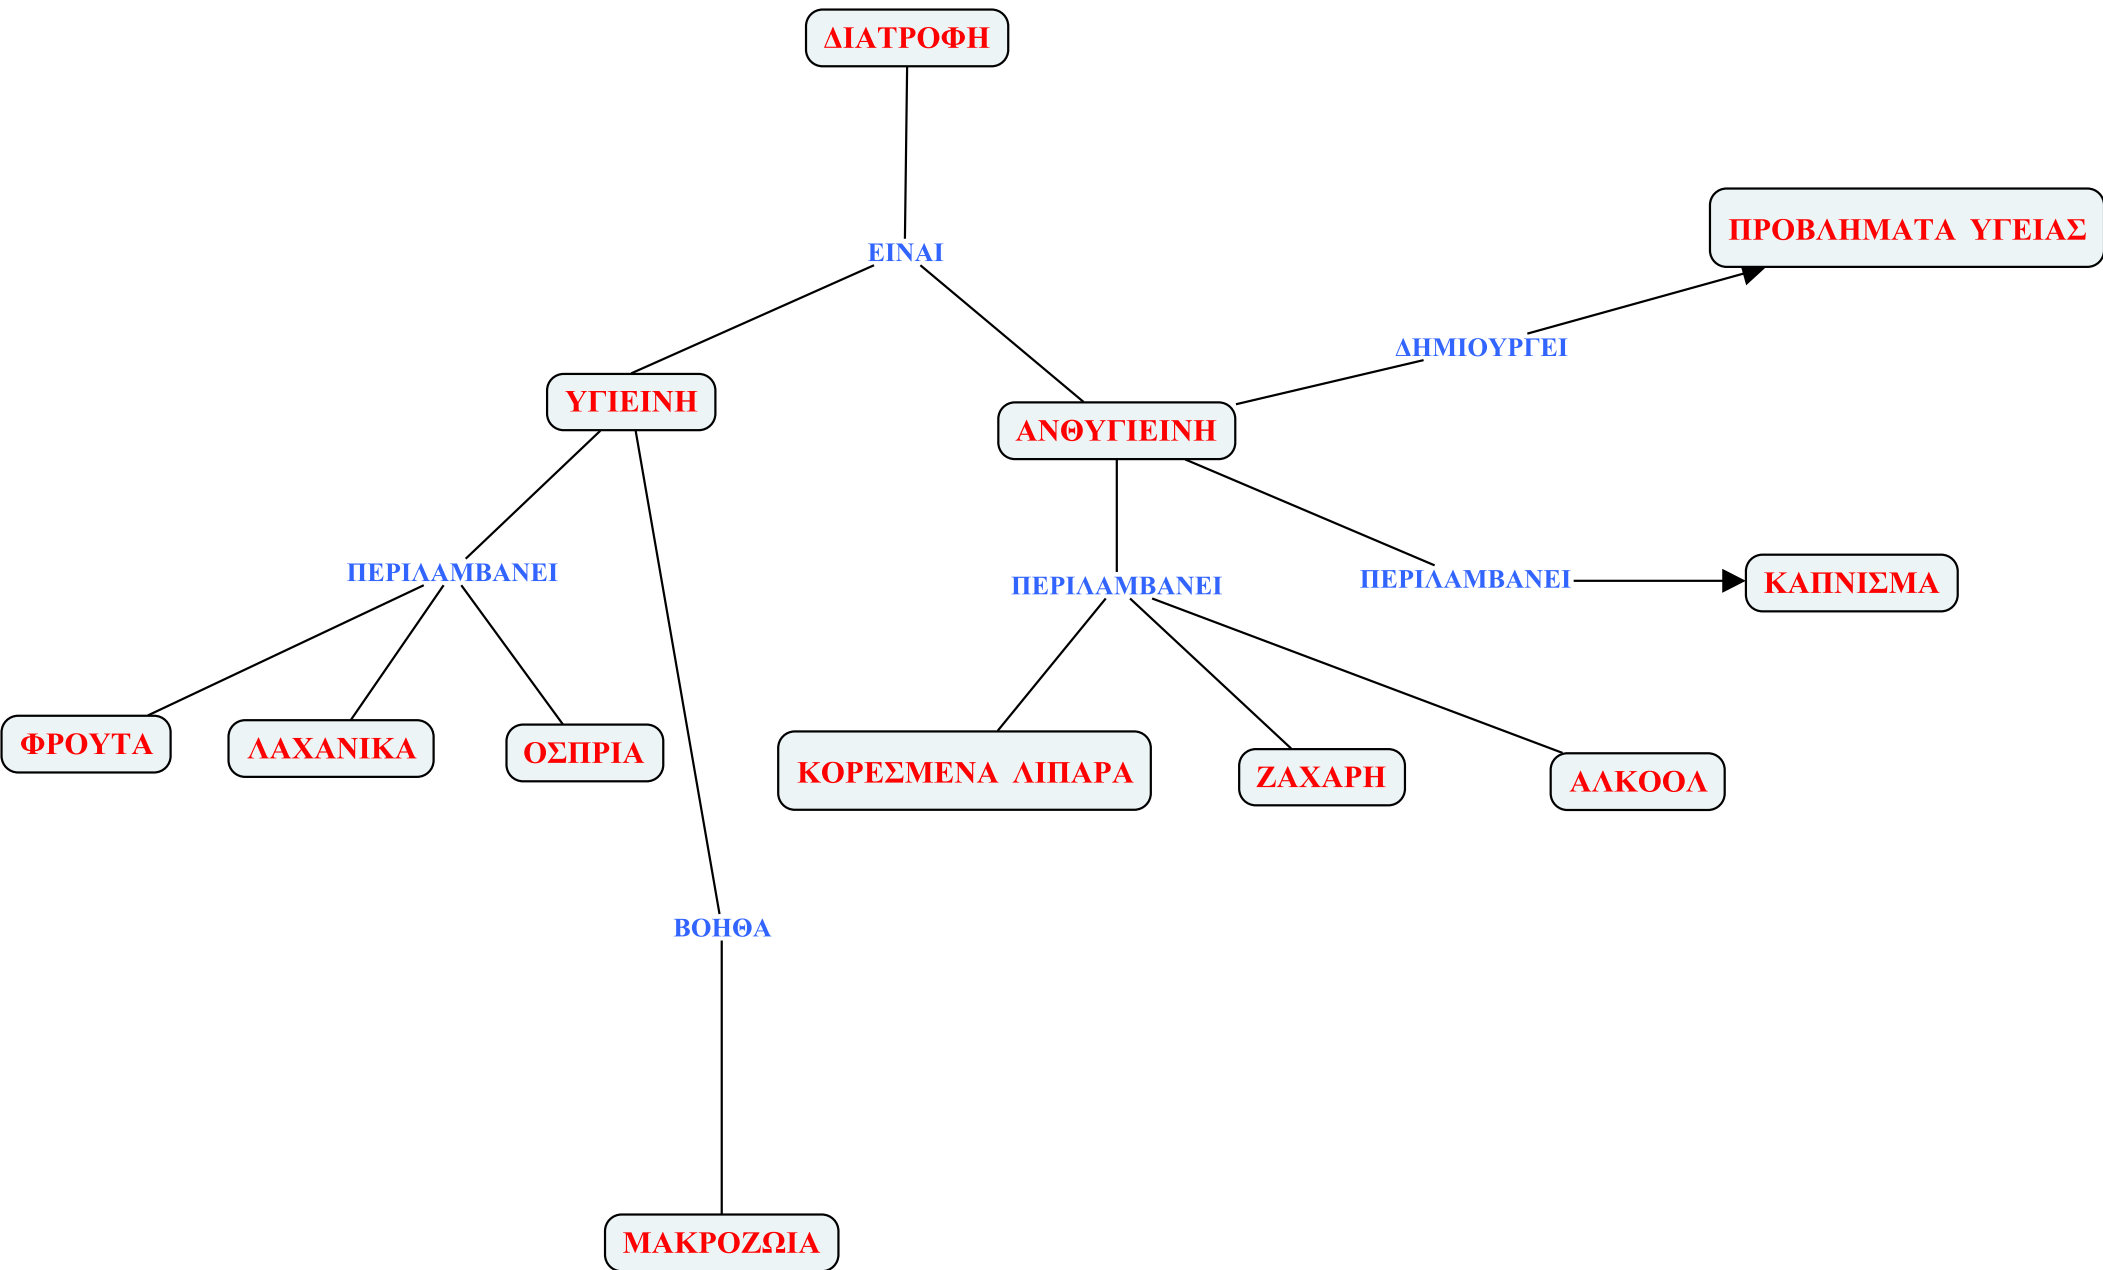 ΔΙΑΤΡΟΦΗ
ΠΡΟΒΛΗΜΑΤΑ ΥΓΕΙΑΣ
ΕΙΝΑΙ
ΔΗΜΙΟΥΡΓΕΙ
ΥΓΙΕΙΝΗ
ΑΝΘΥΓΙΕΙΝΗ
ΠΕΡΙΛΑΜΒΑΝΕΙ
ΠΕΡΙΛΑΜΒΑΝΕΙ
ΠΕΡΙΛΑΜΒΑΝΕΙ
ΚΑΠΝΙΣΜΑ
ΦΡΟΥΤΑ
ΛΑΧΑΝΙΚΑ
ΟΣΠΡΙΑ
ΚΟΡΕΣΜΕΝΑ ΛΙΠΑΡΑ
ΖΑΧΑΡΗ
ΑΛΚΟΟΛ
ΒΟΗΘΑ
ΜΑΚΡΟΖΩΙΑ